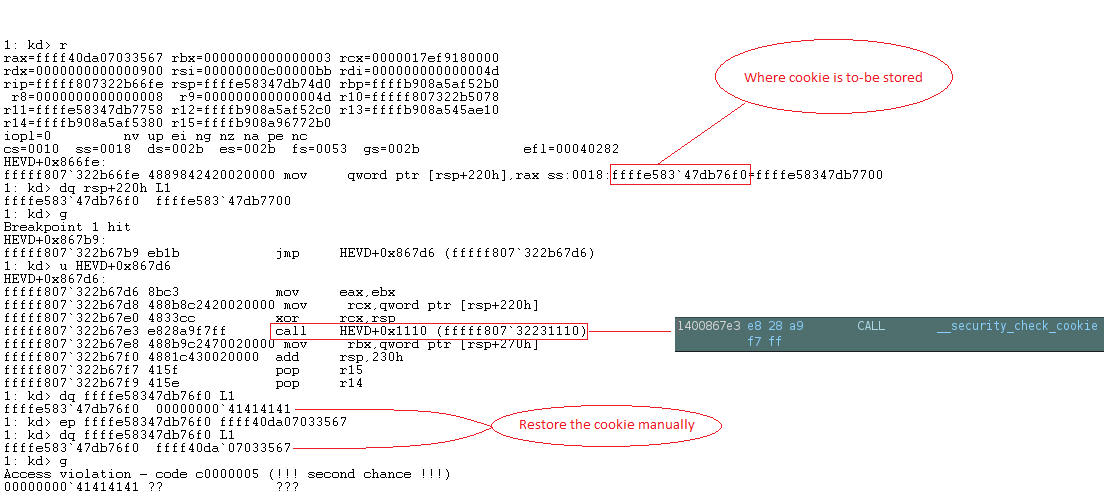 1: kd> r
rax=ffff40da07033567 rbx=0000000000000003 rcx=0000017ef9180000
rdx=0000000000000900 rsi=00000000c00000bb rdi=000000000000004d
rip=fffff807322b66fe rsp=ffffe58347db74d0 rbp=ffffb908a5af52b0
r8=0000000000000008 r9=000000000000004d r10=fffff807322b5078
r11=ffffe58347db7758 r12=ffffb908a5af52c0 r13=ffffb908a545ae10
r14=ffffb908a5af5380 r15=ffffb908a96772b0
iopl=0 nv up ei ng nz na pe nc
cs=0010 ss=0018 ds=002b es=002b fs=0053 gs=002b efl=00040282
HEVD+0x866fe:
fffff807`322b66fe 4889842420020000 mov qword ptr [rsp+220h],rax ss:0018:ffffe583`47db76f0=ffffe58347db7700
1: kd> dq rsp+220h L1
ffffe583`47db76f0 ffffe583`47db7700
1: kd> g
Breakpoint 1 hit
HEVD+0x867b9:
fffff807`322b67b9 eb1b jmp HEVD+0x867d6 (fffff807`322b67d6)
1: kd> u HEVD+0x867d6
HEVD+0x867d6:
fffff807`322b67d6 8bc3 mov eax,ebx
fffff807`322b67d8 488b8c2420020000 mov rcx,qword ptr [rsp+220h]
fffff807`322b67e0 4833cc xor rcx,rsp
fffff807`322b67e3 e828a9f7ff call HEVD+0x1110 (fffff807`32231110)
fffff807`322b67e8 488b9c2470020000 mov rbx,qword ptr [rsp+270h]
fffff807`322b67f0 4881c430020000 add rsp,230h
fffff807`322b67f7 415f pop r15
fffff807`322b67f9 415e pop r14
1: kd> dq ffffe58347db76f0 L1
ffffe583`47db76f0 00000000`41414141
1: kd> ep ffffe58347db76f0 ffff40da07033567
1: kd> dq ffffe58347db76f0 L1
ffffe583`47db76f0 ffff40da`07033567
1: kd> g
Access violation - code c0000005 (!!! second chance !!!)
00000000`41414141 ?? ???
Where cookie is to-be stored
1400867e3 e8 28 a9 CALL __security_check_cookie
f7 ff
Restore the cookie manually